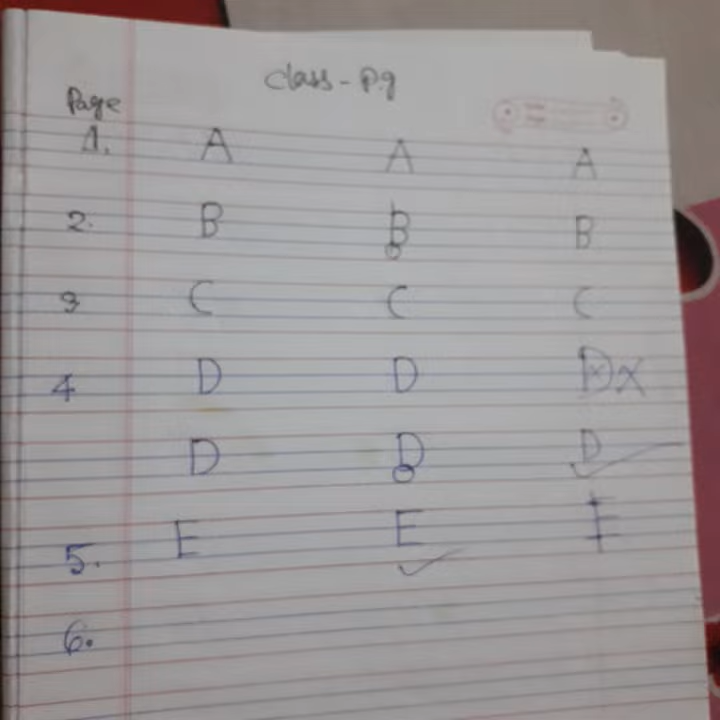 Class - P.g
Page
1. A A A
2. B B B
3 C C C
4 D D D x
D D D
5. E E E
6.